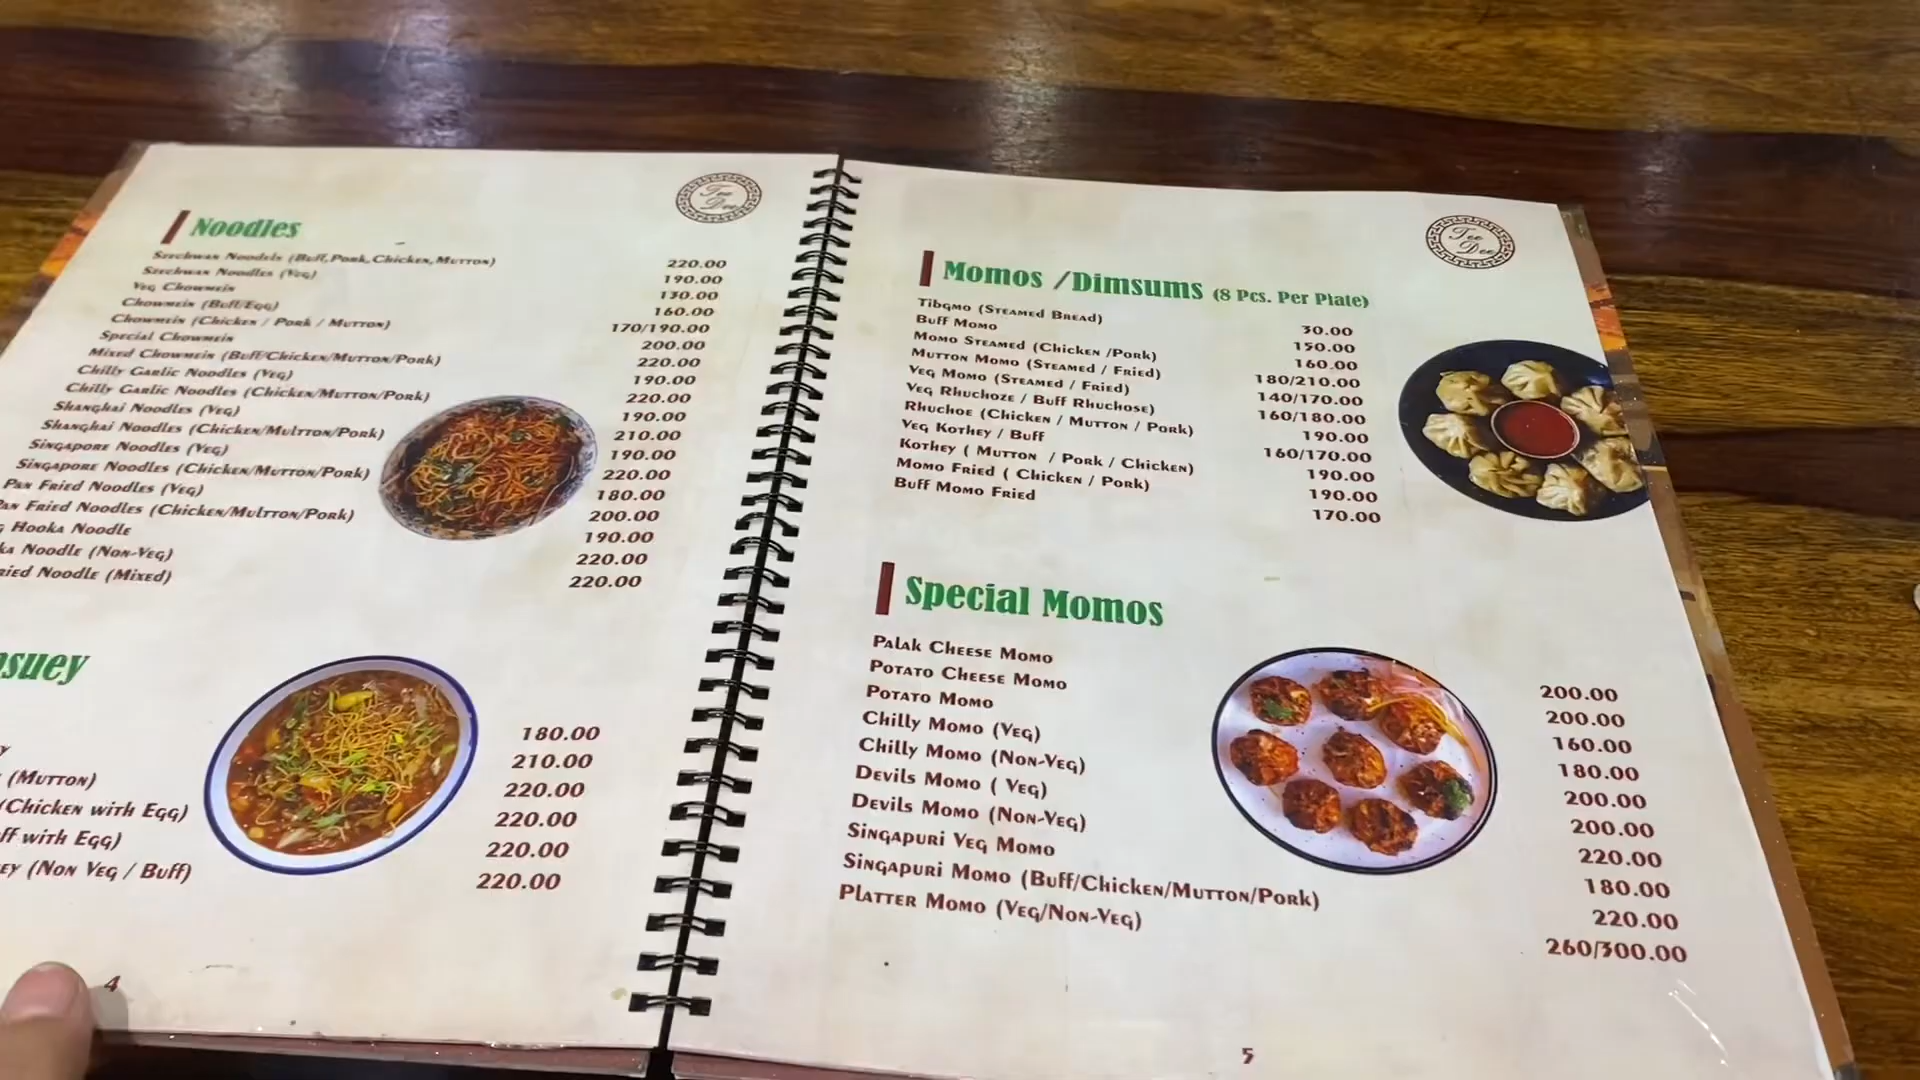 Tee Dee
Noodles
Szechwan Noodels (Buff, Pork, Chicken, Mutton) 220.00
Szechwan Noodles (Veg) 190.00
Veg Chowmein 130.00
Chowmein (Buff/Egg) 160.00
Chowmein (Chicken / Pork / Mutton) 170/190.00
Special Chowmein 200.00
Mixed Chowmein (Buff/Chicken/Mutton/Pork) 220.00
Chilly Garlic Noodles (Veg) 190.00
Chilly Garlic Noodles (Chicken/Mutton/Pork) 220.00
Shanghai Noodles (Veg) 190.00
Shanghai Noodles (Chicken/Multton/Pork) 210.00
Singapore Noodles (Veg) 190.00
Singapore Noodles (Chicken/Mutton/Pork) 220.00
Pan Fried Noodles (Veg) 180.00
Pan Fried Noodles (Chicken/Multton/Pork) 200.00
Hooka Noodle 190.00
Noodle (Non-Veg) 220.00
Noodle (Mixed) 220.00
180.00
(Mutton) 210.00
(Chicken with Egg) 220.00
with Egg) 220.00
(Non Veg / Buff) 220.00
220.00
4
Tee Dee
Momos /Dimsums (8 Pcs. Per Plate)
Tibqmo (Steamed Bread) 30.00
Buff Momo 150.00
Momo Steamed (Chicken /Pork) 160.00
Mutton Momo (Steamed / Fried) 180/210.00
Veg Momo (Steamed / Fried) 140/170.00
Veg Rhuchoze / Buff Rhuchose) 160/180.00
Rhuchoe (Chicken / Mutton / Pork) 190.00
Veg Kothey / Buff 160/170.00
Kothey ( Mutton / Pork / Chicken) 190.00
Momo Fried ( Chicken / Pork) 190.00
Buff Momo Fried 170.00
Special Momos
Palak Cheese Momo 200.00
Potato Cheese Momo 200.00
Potato Momo 160.00
Chilly Momo (Veg) 180.00
Chilly Momo (Non-Veg) 200.00
Devils Momo ( Veg) 200.00
Devils Momo (Non-Veg) 220.00
Singapuri Veg Momo 180.00
Singapuri Momo (Buff/Chicken/Mutton/Pork) 220.00
Platter Momo (Veg/Non-Veg) 260/300.00
5